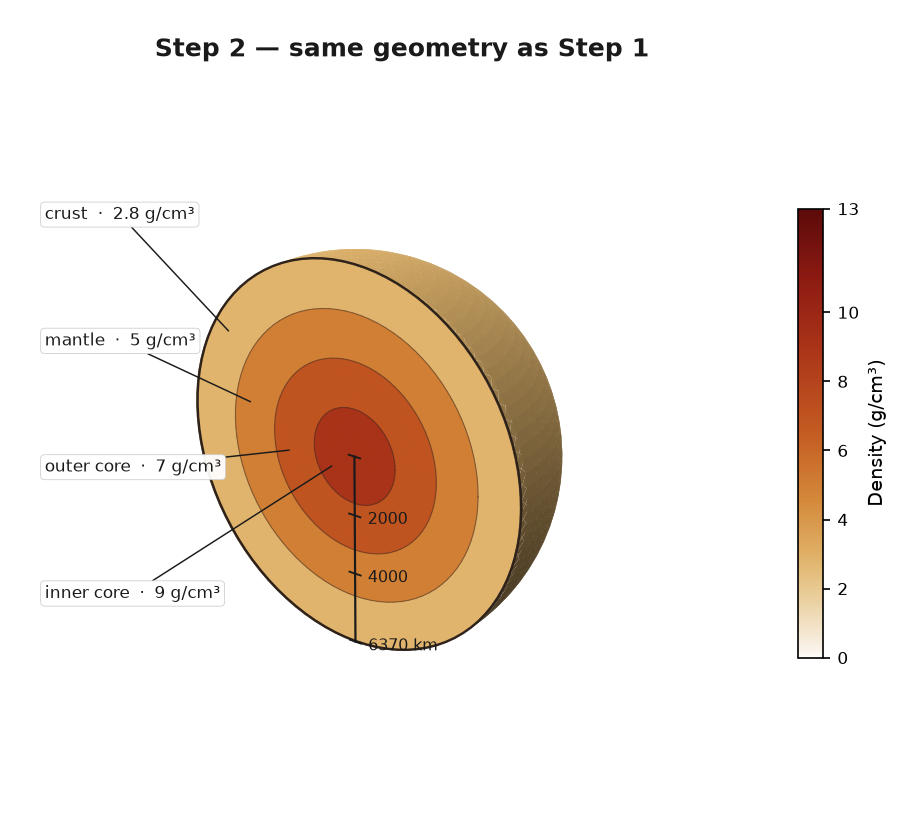 Step 2 — same geometry as Step 1
crust · 2.8 g/cm³
mantle · 5 g/cm³
outer core · 7 g/cm³
inner core · 9 g/cm³
2000
4000
6370 km
13
10
8
6
4
2
0
Density (g/cm³)